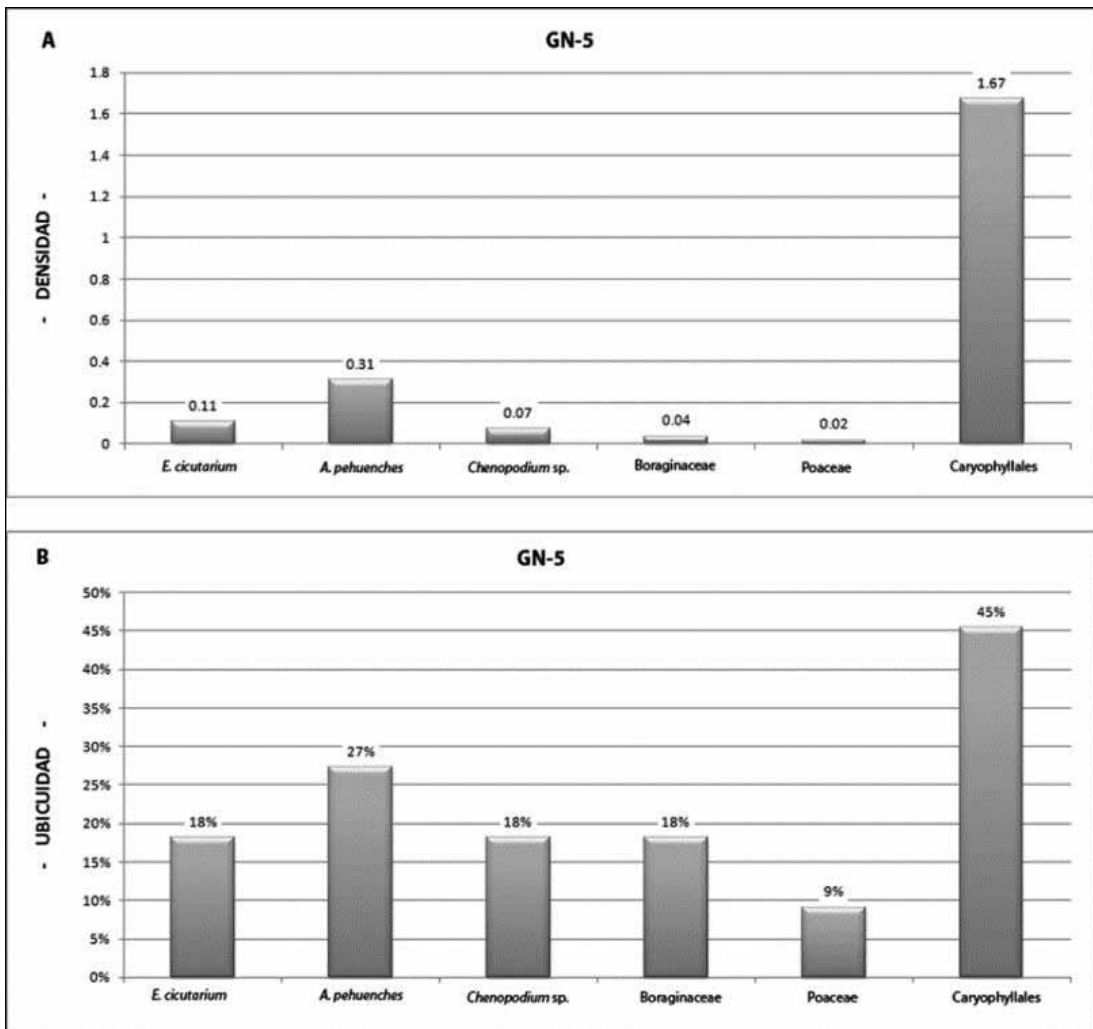 A
GN-5
- DENSIDAD -
1.8
1.6
1.4
1.2
1
0.8
0.6
0.4
0.2
0
0.11
0.31
0.07
0.04
0.02
1.67
E. cicutarium
A. pehuenches
Chenopodium sp.
Boraginaceae
Poaceae
Caryophyllales
B
GN-5
- UBICUIDAD -
50%
45%
40%
35%
30%
25%
20%
15%
10%
5%
0%
18%
27%
18%
18%
9%
45%
E. cicutarium
A. pehuenches
Chenopodium sp.
Boraginaceae
Poaceae
Caryophyllales